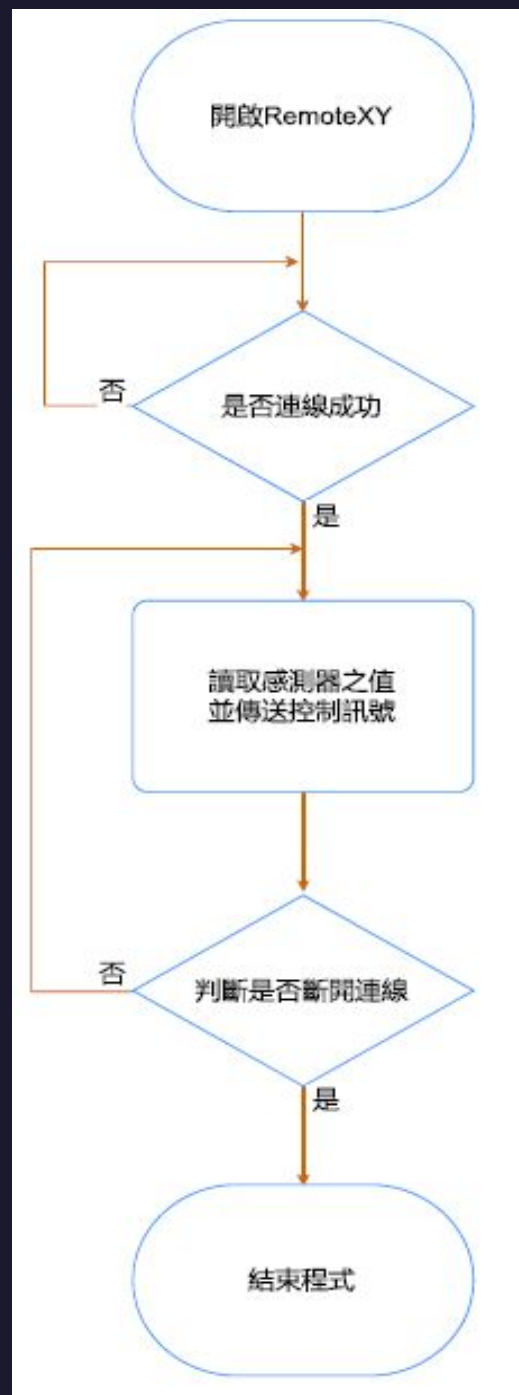 開啟RemoteXY
否
是否連線成功
是
讀取感測器之值
並傳送控制訊號
否
判斷是否斷開連線
是
結束程式